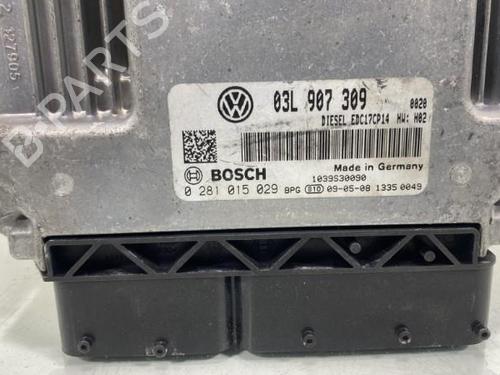 03L 907 309
0020
DIESEL EDC17CP14 HW: H02
BOSCH
Made in Germany
1039S30090
0 281 015 029 BPG 010 09-05-08 1335 0049
B-PARTS